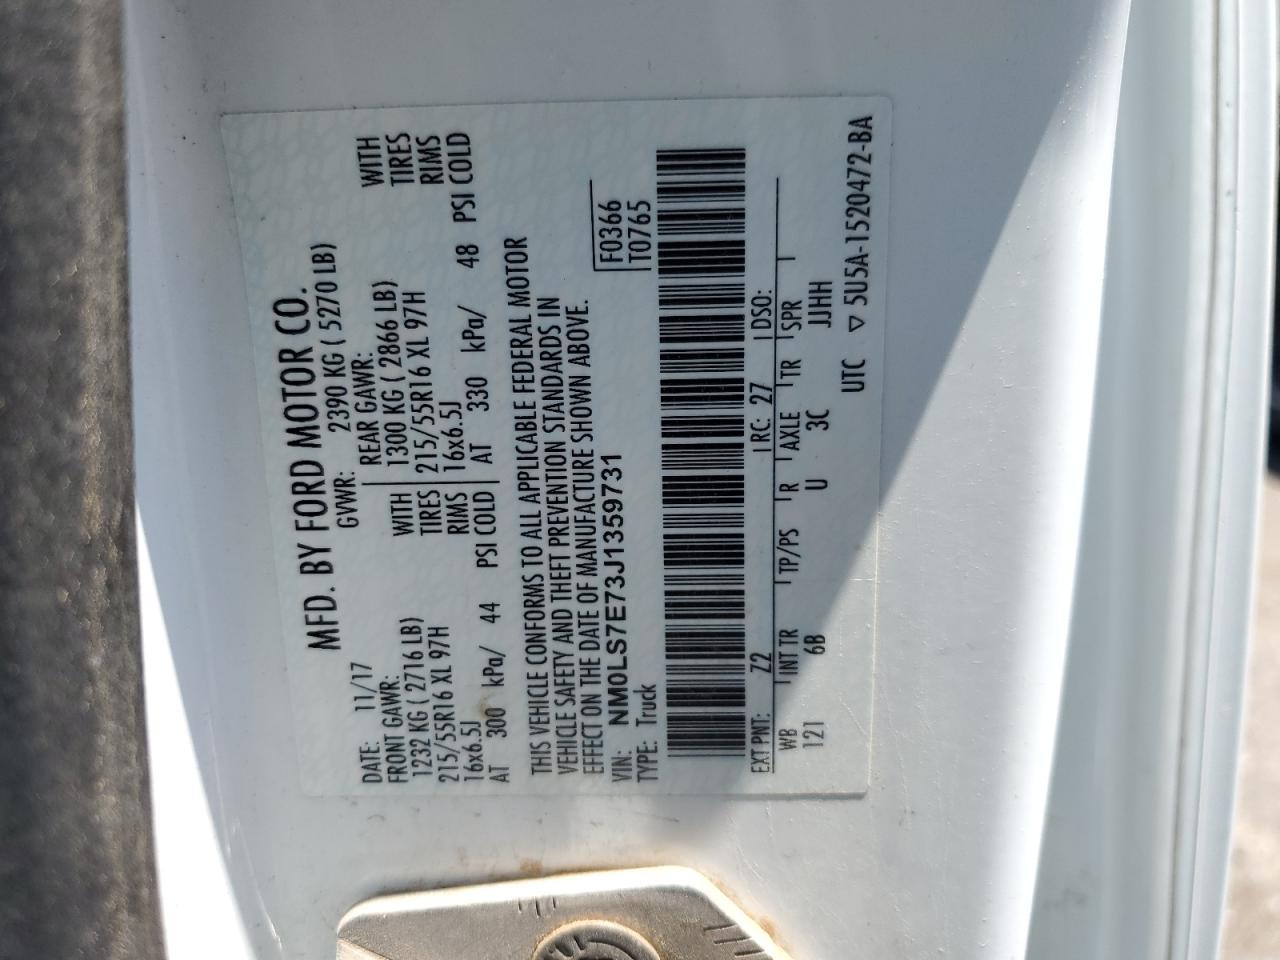 MFD. BY FORD MOTOR CO.
DATE: 11/17 GVWR: 2390 KG ( 5270 LB)
FRONT GAWR: REAR GAWR:
1232 KG ( 2716 LB) WITH 1300 KG ( 2866 LB) WITH
215/55R16 XL 97H TIRES 215/55R16 XL 97H TIRES
16x6.5J RIMS 16x6.5J RIMS
AT 300 kPa/ 44 PSI COLD AT 330 kPa/ 48 PSI COLD
THIS VEHICLE CONFORMS TO ALL APPLICABLE FEDERAL MOTOR
VEHICLE SAFETY AND THEFT PREVENTION STANDARDS IN
EFFECT ON THE DATE OF MANUFACTURE SHOWN ABOVE.
VIN: NM0LS7E73J1359731 F0366
TYPE: Truck T0765
EXT PNT: Z2 RC: 27 DSO:
WB INT TR TP/PS R AXLE TR SPR
121 6B U 3C JJHH
UTC ▽ 5U5A-1520472-BA